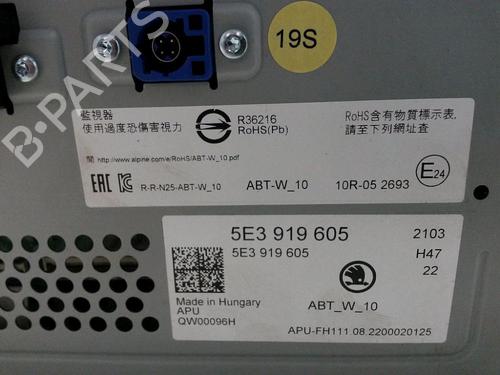 19S
監視器
使用過度恐傷害視力
R36216
RoHS(Pb)
RoHS含有物質標示表,
請至下列網址查
閱 http://www.alpine.com/e/RoHS/ABT-W_10.pdf
EAC
R-R-N25-ABT-W_10
ABT-W_10
10R-05 2693
E24
5E3 919 605
5E3 919 605
2103
H47
22
Made in Hungary
APU
QW00096H
ABT_W_10
APU-FH111.08.2200020125
B-PARTS